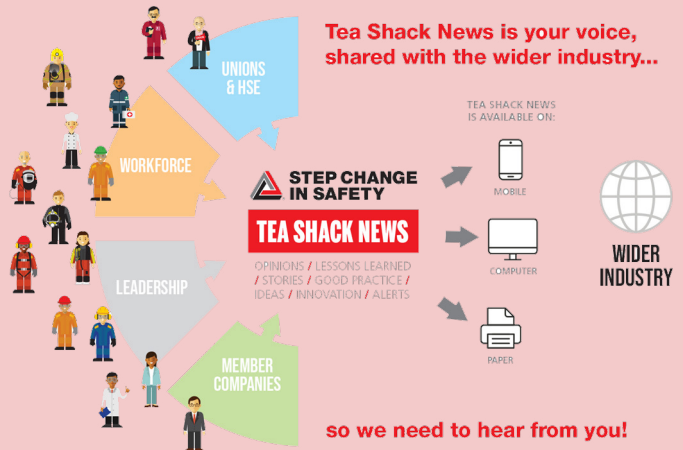 Tea Shack News is your voice,
shared with the wider industry...
UNIONS
& HSE
WORKFORCE
LEADERSHIP
MEMBER
COMPANIES
STEP CHANGE
IN SAFETY
TEA SHACK NEWS
OPINIONS / LESSONS LEARNED
/ STORIES / GOOD PRACTICE /
IDEAS / INNOVATION / ALERTS
TEA SHACK NEWS
IS AVAILABLE ON:
MOBILE
COMPUTER
PAPER
WIDER
INDUSTRY
so we need to hear from you!